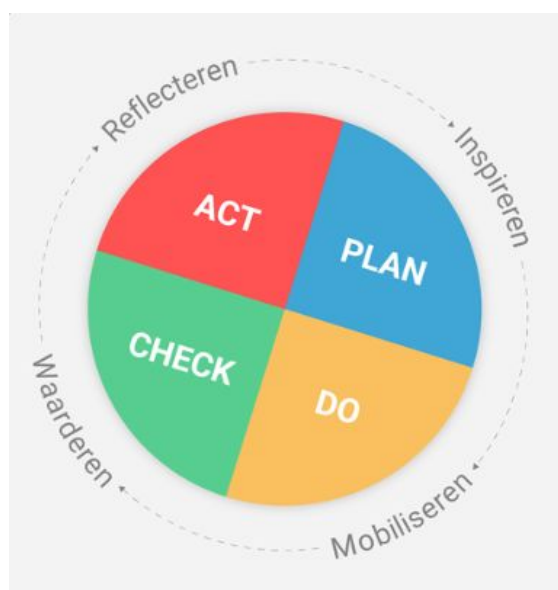 Reflecteren
Inspireren
ACT
PLAN
CHECK
DO
Waarderen
Mobiliseren